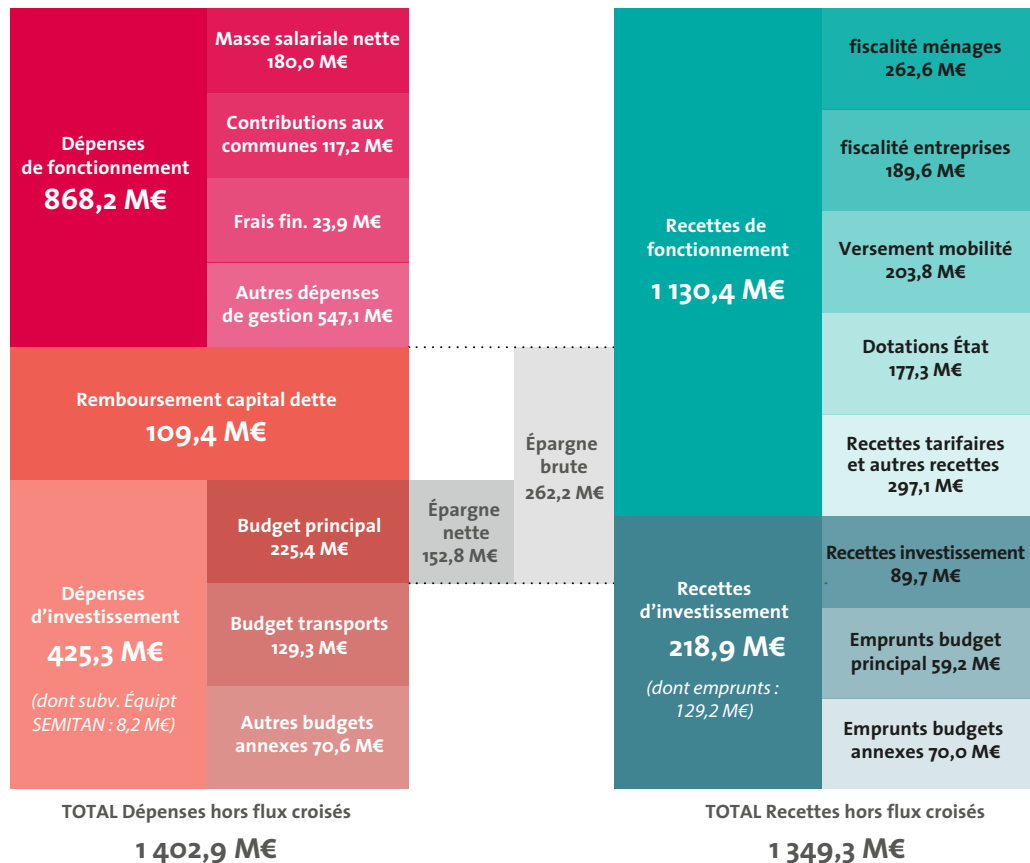 Dépenses
de fonctionnement
868,2 M€
Masse salariale nette
180,0 M€
Contributions aux
communes 117,2 M€
Frais fin. 23,9 M€
Autres dépenses
de gestion 547,1 M€
Remboursement capital dette
109,4 M€
Dépenses
d’investissement
425,3 M€
(dont subv. Équipt
SEMITAN : 8,2 M€)
Budget principal
225,4 M€
Budget transports
129,3 M€
Autres budgets
annexes 70,6 M€
TOTAL Dépenses hors flux croisés
1 402,9 M€
Épargne
nette
152,8 M€
Épargne
brute
262,2 M€
Recettes de
fonctionnement
1 130,4 M€
fiscalité ménages
262,6 M€
fiscalité entreprises
189,6 M€
Versement mobilité
203,8 M€
Dotations État
177,3 M€
Recettes tarifaires
et autres recettes
297,1 M€
Recettes
d’investissement
218,9 M€
(dont emprunts :
129,2 M€)
Recettes investissement
89,7 M€
Emprunts budget
principal 59,2 M€
Emprunts budgets
annexes 70,0 M€
TOTAL Recettes hors flux croisés
1 349,3 M€